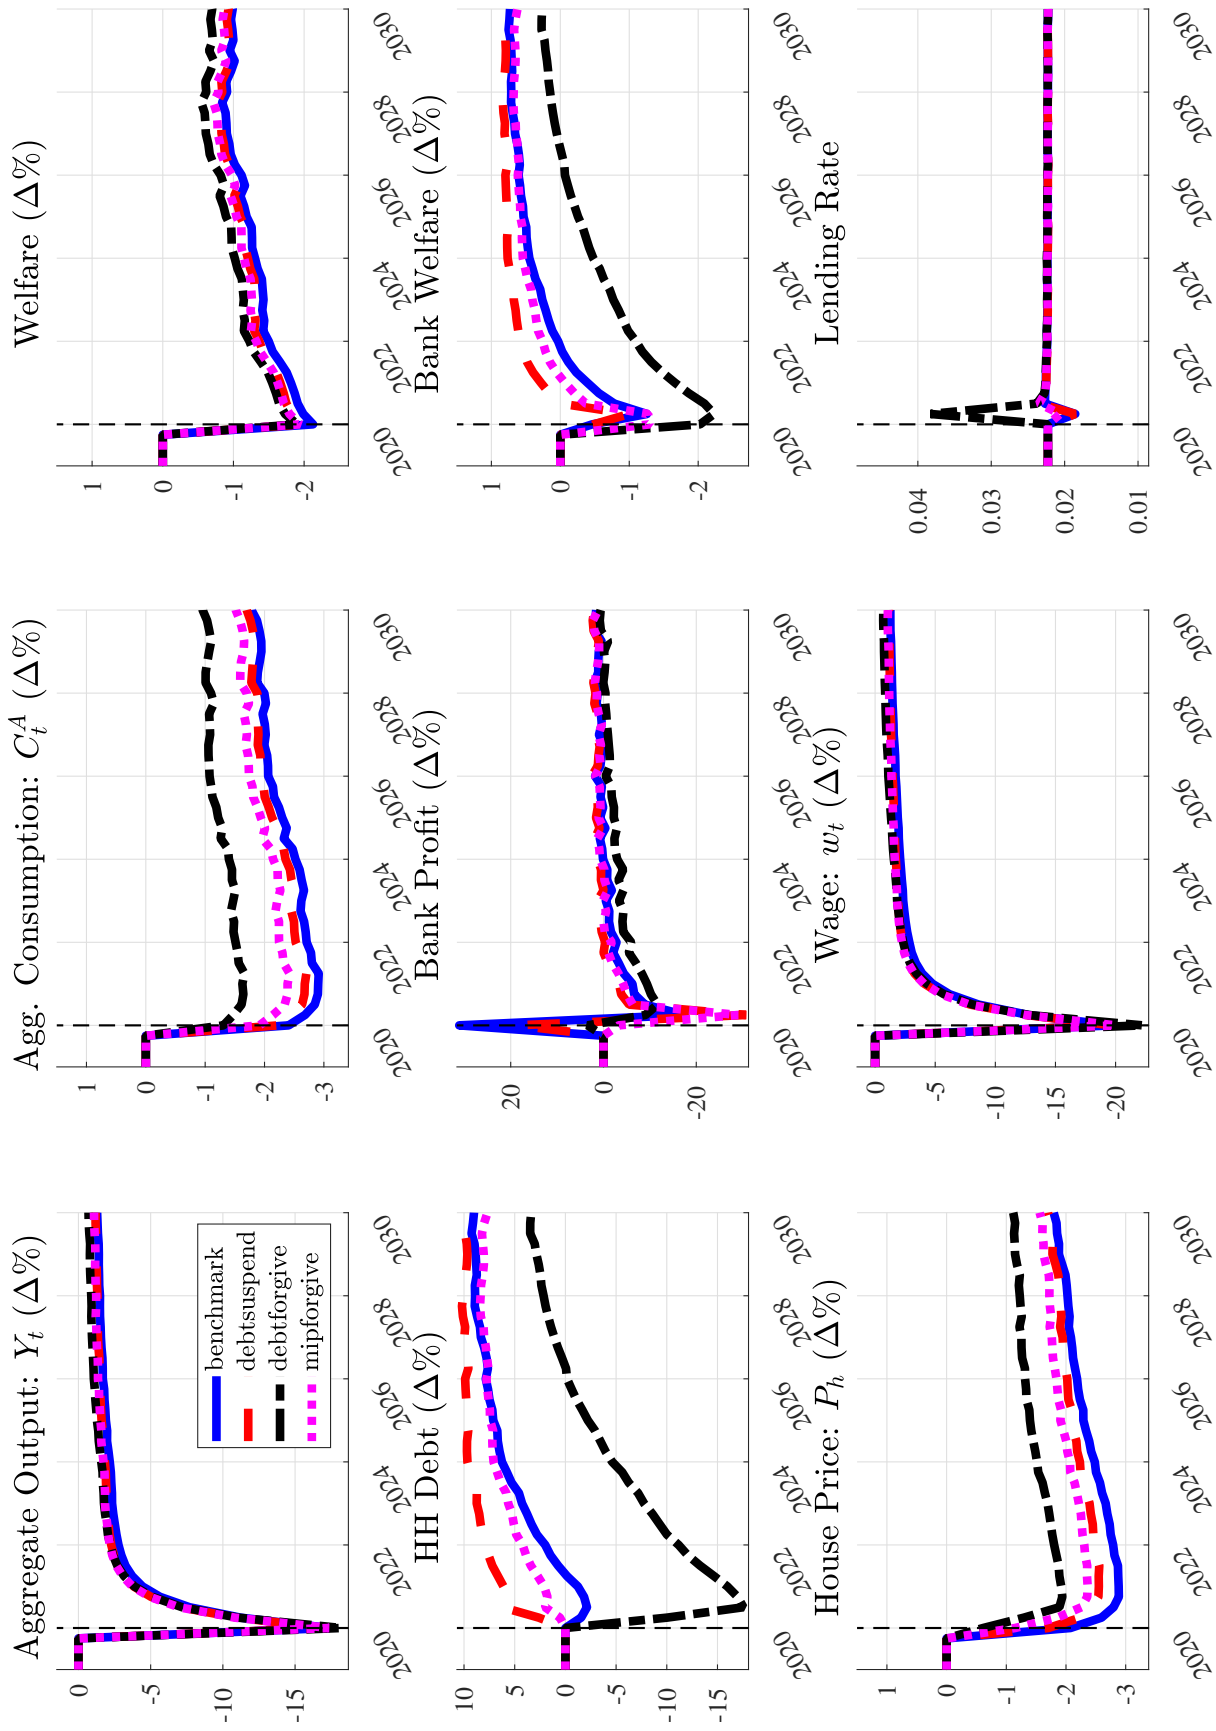 Aggregate Output: Y_t (Δ%)
0
-5
-10
-15
benchmark
debtsuspend
debtforgive
mipforgive
2020 2022 2024 2026 2028 2030
Agg. Consumption: C_t^A (Δ%)
1
0
-1
-2
-3
2020 2022 2024 2026 2028 2030
Welfare (Δ%)
1
0
-1
-2
2020 2022 2024 2026 2028 2030
HH Debt (Δ%)
10
5
0
-5
-10
-15
2020 2022 2024 2026 2028 2030
Bank Profit (Δ%)
20
0
-20
2020 2022 2024 2026 2028 2030
Bank Welfare (Δ%)
1
0
-1
-2
2020 2022 2024 2026 2028 2030
House Price: P_h (Δ%)
1
0
-1
-2
-3
2020 2022 2024 2026 2028 2030
Wage: w_t (Δ%)
0
-5
-10
-15
-20
2020 2022 2024 2026 2028 2030
Lending Rate
0.04
0.03
0.02
0.01
2020 2022 2024 2026 2028 2030